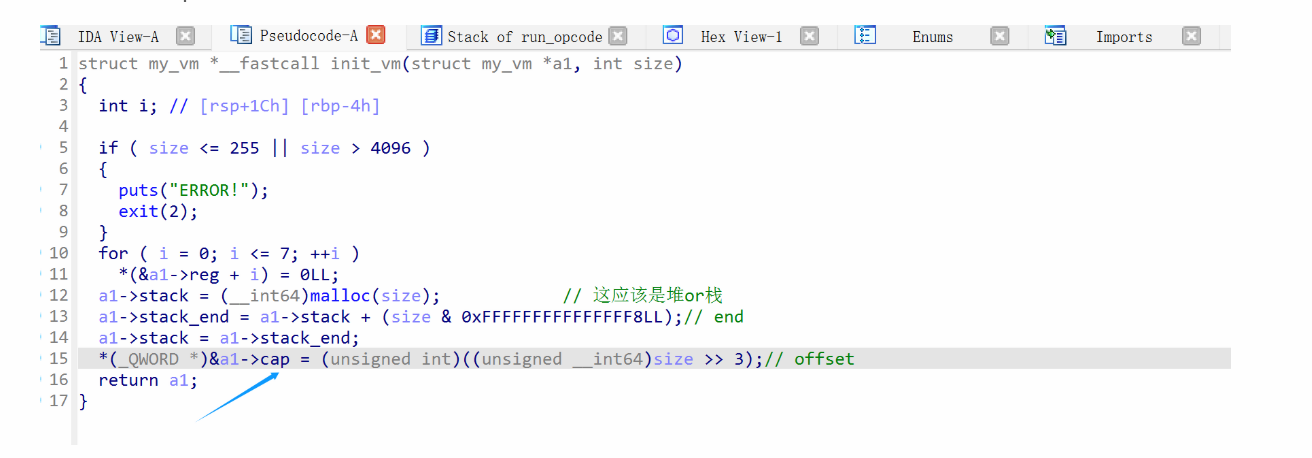 IDA View-A Pseudocode-A Stack of run_opcode Hex View-1 Enums Imports
1 struct my_vm *__fastcall init_vm(struct my_vm *a1, int size)
2 {
3 int i; // [rsp+1Ch] [rbp-4h]
4
5 if ( size <= 255 || size > 4096 )
6 {
7 puts("ERROR!");
8 exit(2);
9 }
10 for ( i = 0; i <= 7; ++i )
11 *(&a1->reg + i) = 0LL;
12 a1->stack = (__int64)malloc(size); // 这应该是堆or栈
13 a1->stack_end = a1->stack + (size & 0xFFFFFFFFFFFFFFF8LL);// end
14 a1->stack = a1->stack_end;
15 *(_QWORD *)&a1->cap = (unsigned int)((unsigned __int64)size >> 3);// offset
16 return a1;
17 }